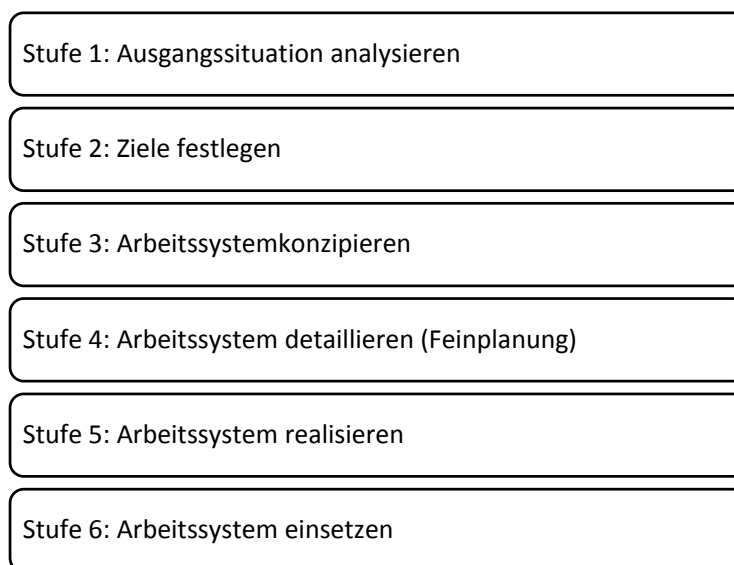 Stufe 1: Ausgangssituation analysieren
Stufe 2: Ziele festlegen
Stufe 3: Arbeitssystemkonzipieren
Stufe 4: Arbeitssystem detaillieren (Feinplanung)
Stufe 5: Arbeitssystem realisieren
Stufe 6: Arbeitssystem einsetzen